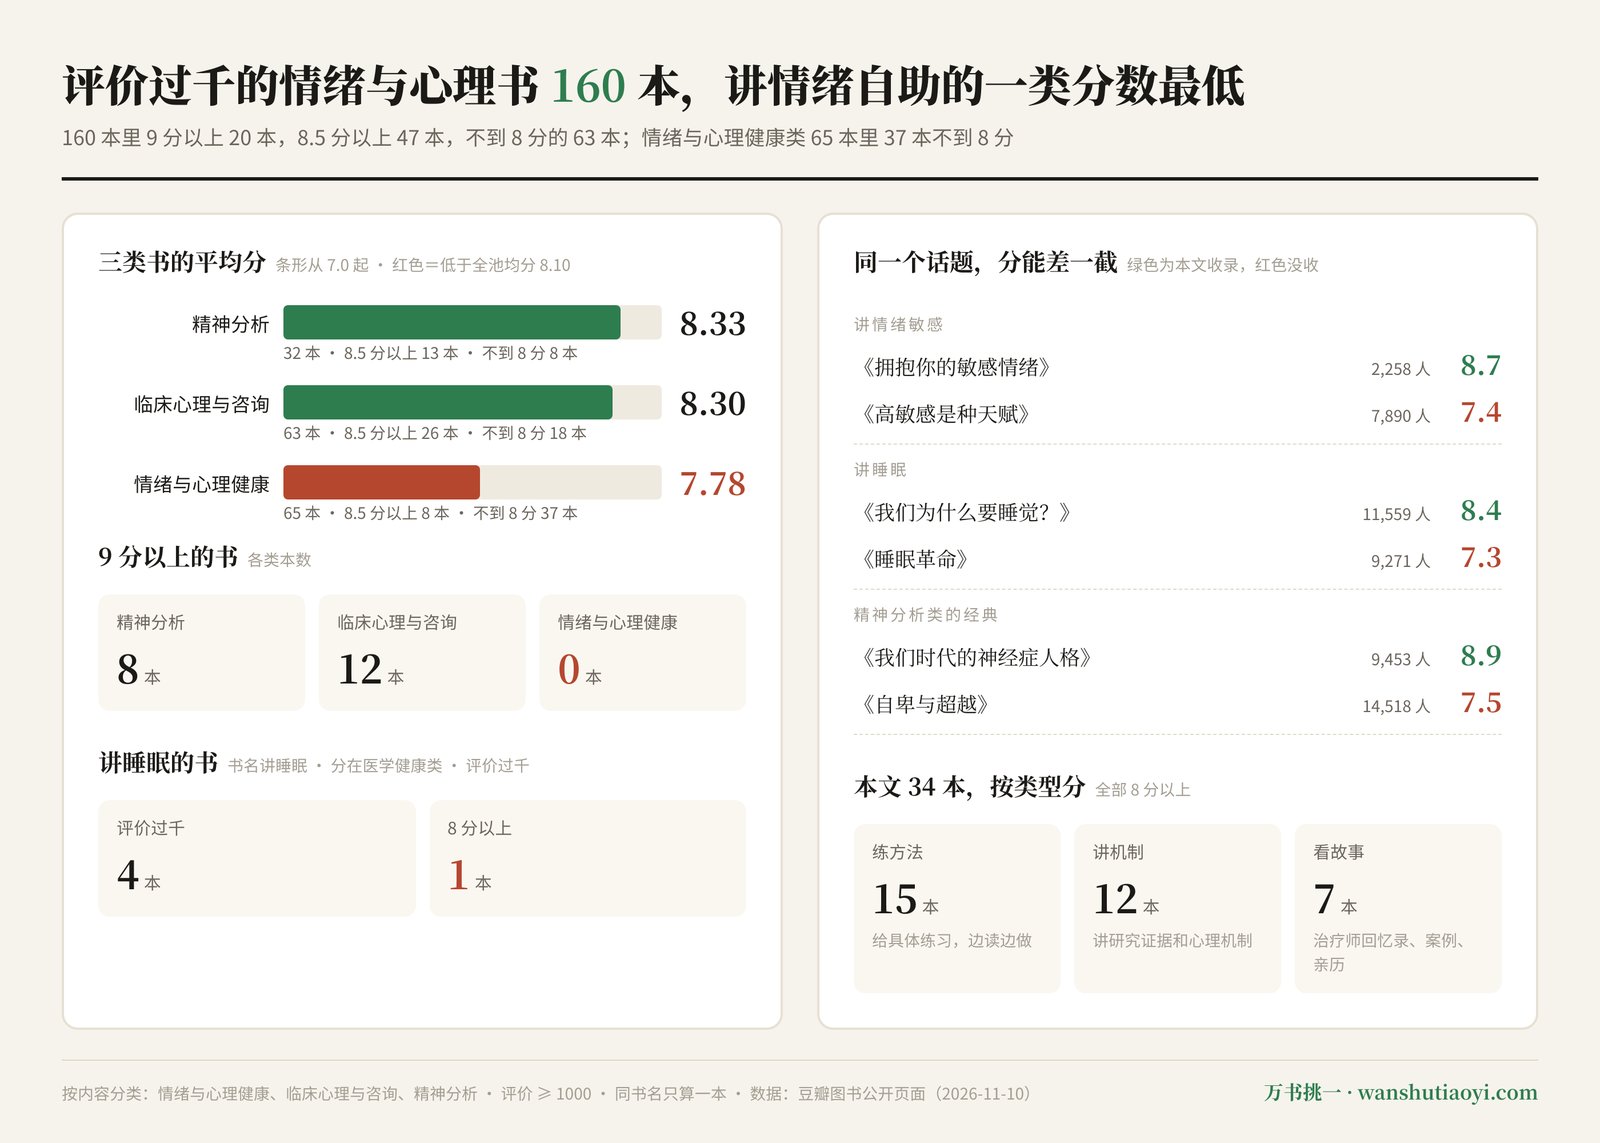 评价过千的情绪与心理书 160 本，讲情绪自助的一类分数最低
160 本里 9 分以上 20 本，8.5 分以上 47 本，不到 8 分的 63 本；情绪与心理健康类 65 本里 37 本不到 8 分
三类书的平均分 条形从 7.0 起 · 红色＝低于全池均分 8.10
精神分析 8.33
32 本 · 8.5 分以上 13 本 · 不到 8 分 8 本
临床心理与咨询 8.30
63 本 · 8.5 分以上 26 本 · 不到 8 分 18 本
情绪与心理健康 7.78
65 本 · 8.5 分以上 8 本 · 不到 8 分 37 本
9 分以上的书 各类本数
精神分析
8 本
临床心理与咨询
12 本
情绪与心理健康
0 本
讲睡眠的书 书名讲睡眠 · 分在医学健康类 · 评价过千
评价过千
4 本
8 分以上
1 本
同一个话题，分能差一截 绿色为本文收录，红色没收
讲情绪敏感
《拥抱你的敏感情绪》 2,258 人 8.7
《高敏感是种天赋》 7,890 人 7.4
讲睡眠
《我们为什么要睡觉？》 11,559 人 8.4
《睡眠革命》 9,271 人 7.3
精神分析类的经典
《我们时代的神经症人格》 9,453 人 8.9
《自卑与超越》 14,518 人 7.5
本文 34 本，按类型分 全部 8 分以上
练方法
15 本
给具体练习，边读边做
讲机制
12 本
讲研究证据和心理机制
看故事
7 本
治疗师回忆录、案例、
亲历
按内容分类：情绪与心理健康、临床心理与咨询、精神分析 · 评价 ≥ 1000 · 同书名只算一本 · 数据：豆瓣图书公开页面（2026-11-10）
万书挑一 · wanshutiaoyi.com